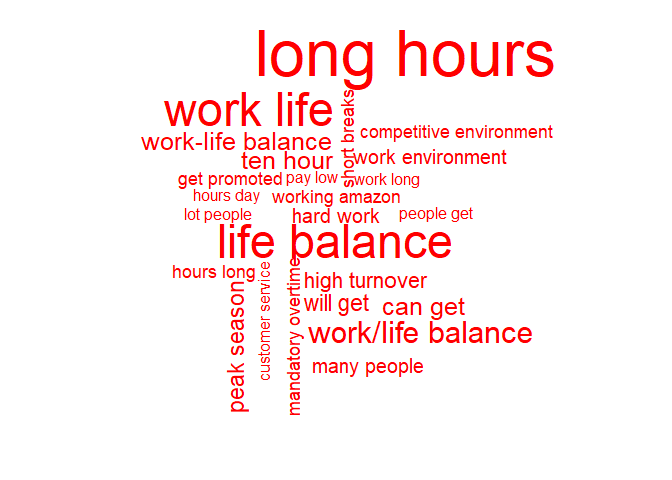 long hours
work life
short breaks
competitive environment
work-life balance
ten hour
work environment
get promoted
pay low
work long
hours day
working amazon
lot people
hard work
people get
life balance
hours long
customer service
mandatory overtime
high turnover
peak season
will get
can get
work/life balance
many people